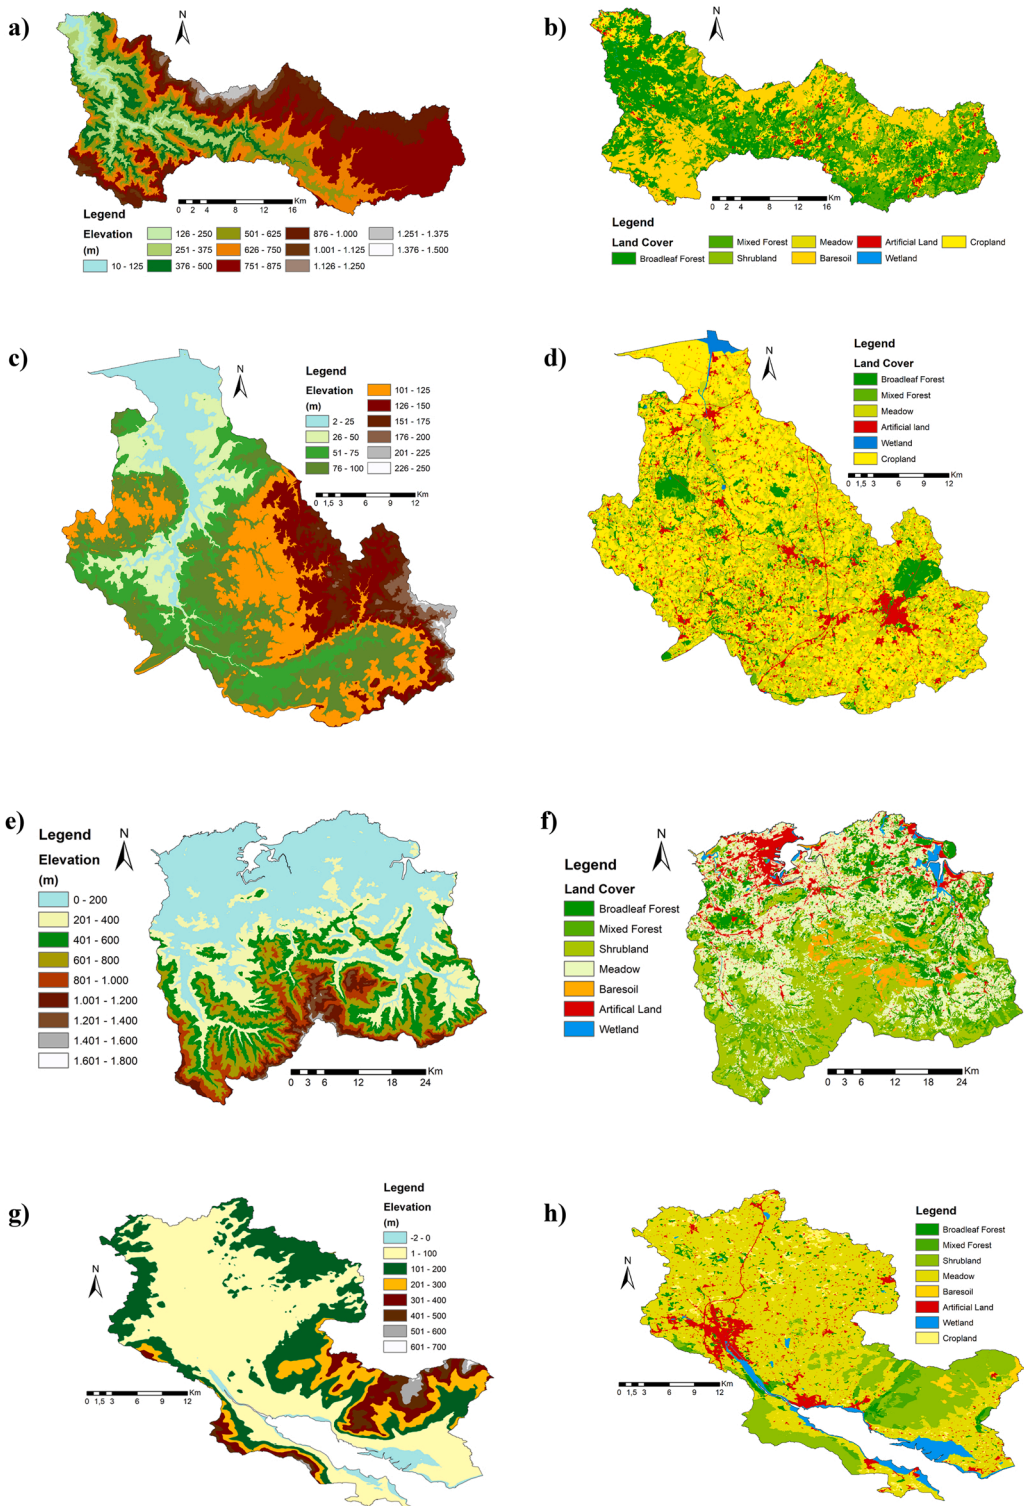 a)
N
Km
0 2 4 8 12 16
Legend
Elevation
(m)
10 - 125
126 - 250
251 - 375
376 - 500
501 - 625
626 - 750
751 - 875
876 - 1.000
1.001 - 1.125
1.126 - 1.250
1.251 - 1.375
1.376 - 1.500
b)
N
Km
0 2 4 8 12 16
Legend
Land Cover
Broadleaf Forest
Mixed Forest
Shrubland
Meadow
Baresoil
Artificial Land
Wetland
Cropland
c)
N
Legend
Elevation
(m)
2 - 25
26 - 50
51 - 75
76 - 100
101 - 125
126 - 150
151 - 175
176 - 200
201 - 225
226 - 250
Km
0 1,5 3 6 9 12
d)
N
Legend
Land Cover
Broadleaf Forest
Mixed Forest
Meadow
Artificial land
Wetland
Cropland
Km
0 1,5 3 6 9 12
e)
Legend
N
Elevation
(m)
0 - 200
201 - 400
401 - 600
601 - 800
801 - 1.000
1.001 - 1.200
1.201 - 1.400
1.401 - 1.600
1.601 - 1.800
Km
0 3 6 12 18 24
f)
N
Legend
Land Cover
Broadleaf Forest
Mixed Forest
Shrubland
Meadow
Baresoil
Artifical Land
Wetland
Km
0 3 6 12 18 24
g)
N
Legend
Elevation
(m)
-2 - 0
1 - 100
101 - 200
201 - 300
301 - 400
401 - 500
501 - 600
601 - 700
Km
0 1,5 3 6 9 12
h)
N
Legend
Broadleaf Forest
Mixed Forest
Shrubland
Meadow
Baresoil
Artificial Land
Wetland
Cropland
Km
0 1,5 3 6 9 12